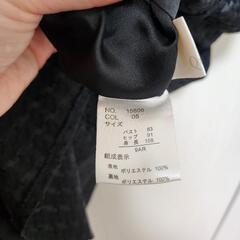 NO. 15606
COL 05
サイズ
バスト 83
ヒップ 91
身長 158
9AR
組成表示
表地 ポリエステル 100%
裏地 ポリエステル 100%